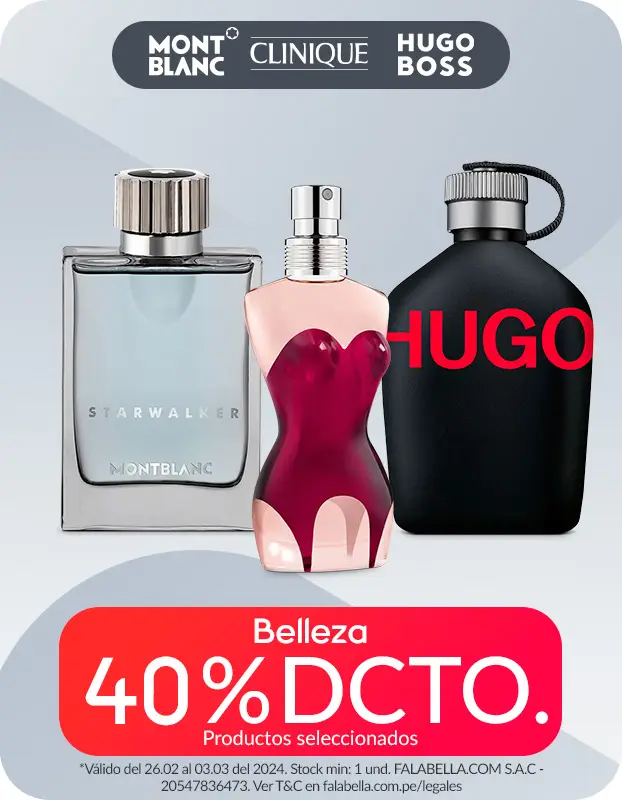 MONT BLANC
CLINIQUE
HUGO BOSS
STARWALKER
MONTBLANC
HUGO
Belleza
40%DCTO.
Productos seleccionados
*Válido del 26.02 al 03.03 del 2024. Stock min: 1 und. FALABELLA.COM S.A.C -
20547836473. Ver T&C en falabella.com.pe/legales